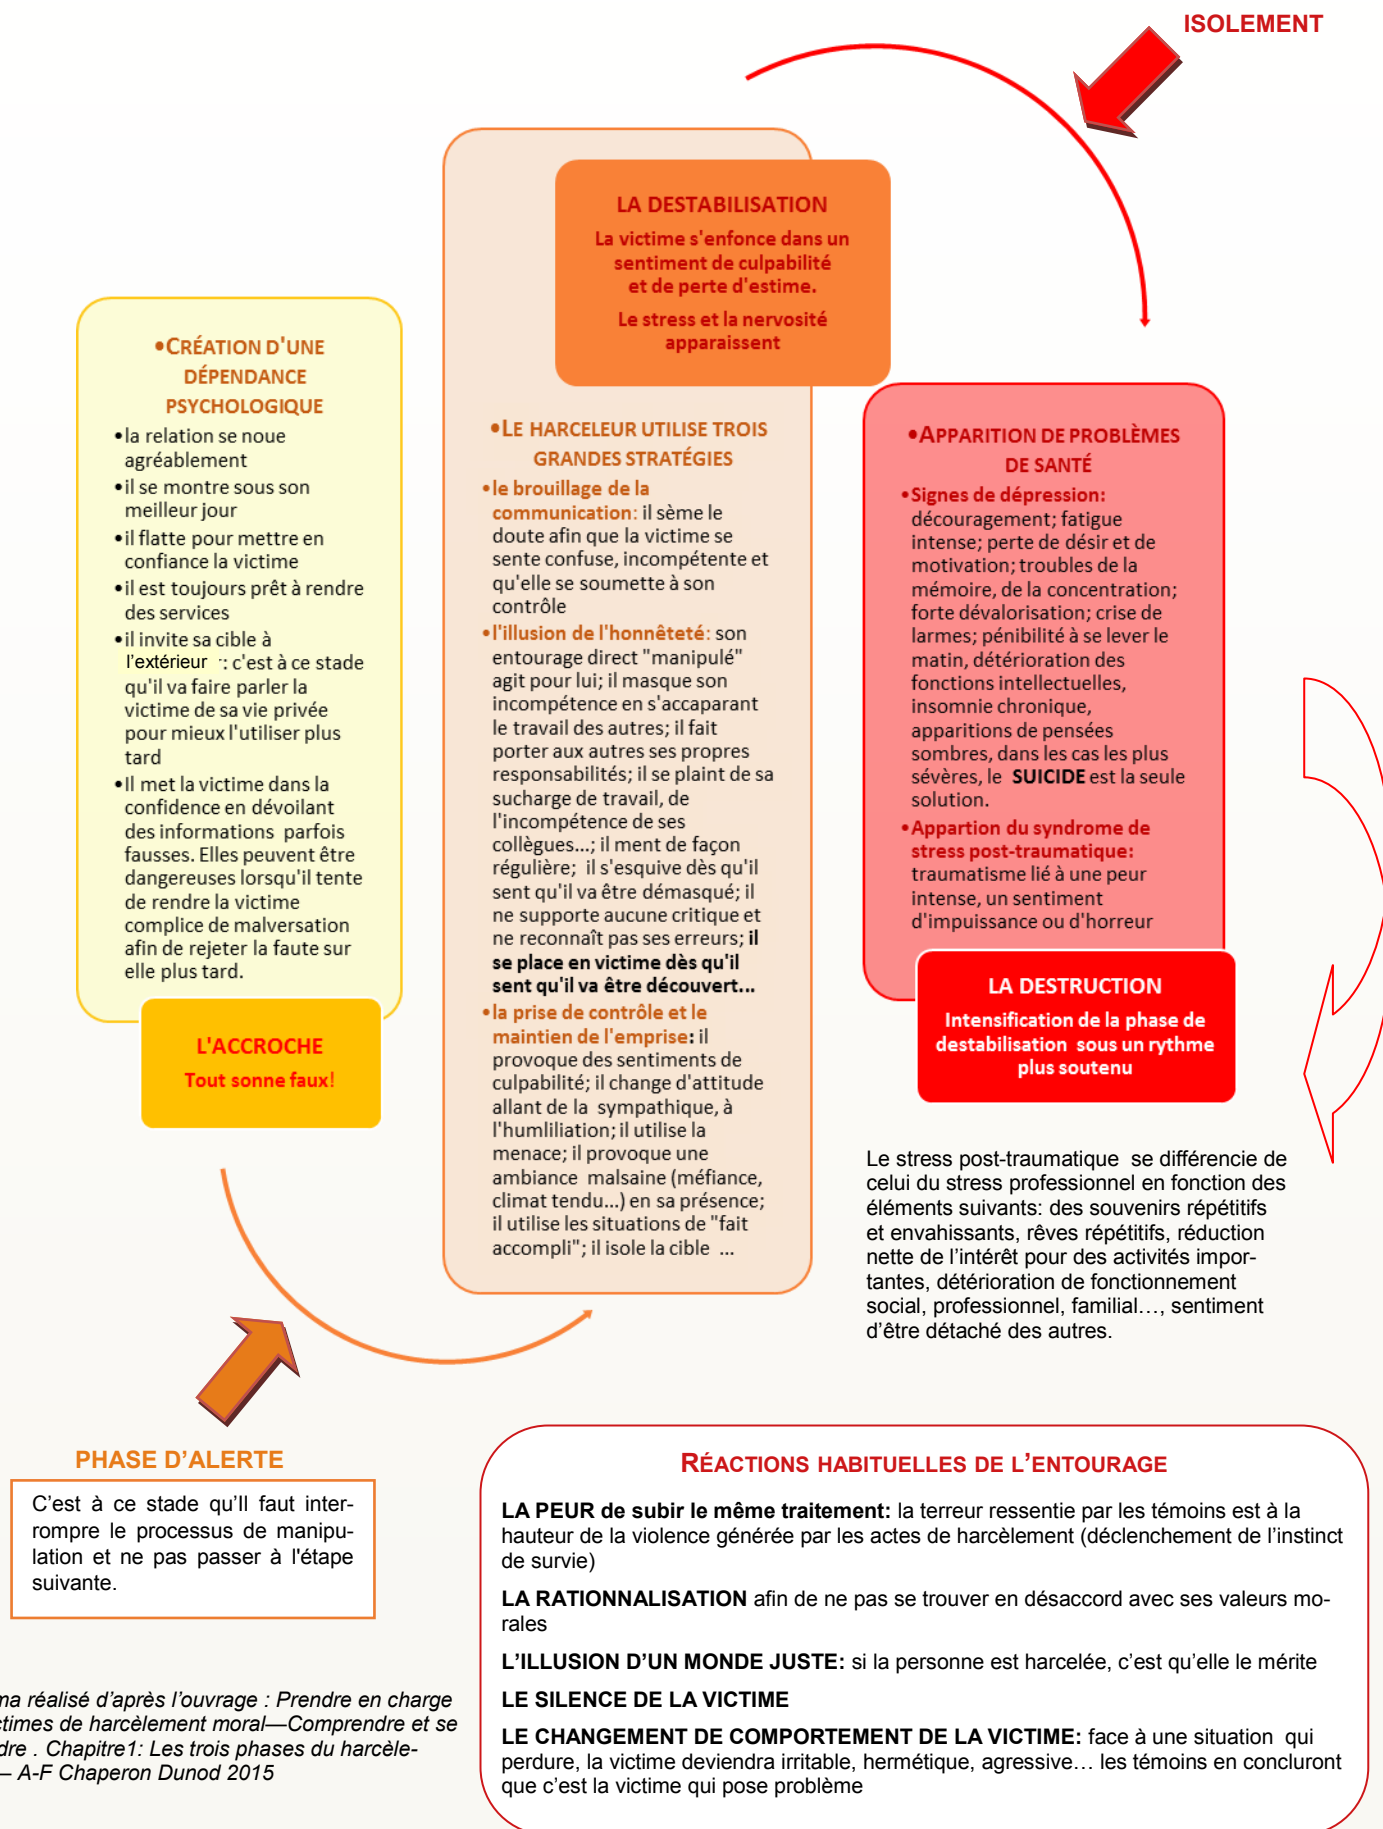 ISOLEMENT
LA DESTABILISATION
La victime s'enfonce dans un
sentiment de culpabilité
et de perte d'estime.
Le stress et la nervosité
apparaissent
•CRÉATION D'UNE
DÉPENDANCE
PSYCHOLOGIQUE
•la relation se noue
agréablement
•il se montre sous son
meilleur jour
•il flatte pour mettre en
confiance la victime
•il est toujours prêt à rendre
des services
•il invite sa cible à
l'extérieur : c'est à ce stade
qu'il va faire parler la
victime de sa vie privée
pour mieux l'utiliser plus
tard
•Il met la victime dans la
confidence en dévoilant
des informations parfois
fausses. Elles peuvent être
dangereuses lorsqu'il tente
de rendre la victime
complice de malversation
afin de rejeter la faute sur
elle plus tard.
L'ACCROCHE
Tout sonne faux!
•LE HARCELEUR UTILISE TROIS
GRANDES STRATÉGIES
•le brouillage de la
communication: il sème le
doute afin que la victime se
sente confuse, incompétente et
qu'elle se soumette à son
contrôle
•l'illusion de l'honnêteté: son
entourage direct "manipulé"
agit pour lui; il masque son
incompétence en s'accaparant
le travail des autres; il fait
porter aux autres ses propres
responsabilités; il se plaint de sa
sucharge de travail, de
l'incompétence de ses
collègues...; il ment de façon
régulière; il s'esquive dès qu'il
sent qu'il va être démasqué; il
ne supporte aucune critique et
ne reconnaît pas ses erreurs; il
se place en victime dès qu'il
sent qu'il va être découvert...
•la prise de contrôle et le
maintien de l'emprise: il
provoque des sentiments de
culpabilité; il change d'attitude
allant de la sympathique, à
l'humliliation; il utilise la
menace; il provoque une
ambiance malsaine (méfiance,
climat tendu...) en sa présence;
il utilise les situations de "fait
accompli"; il isole la cible ...
•APPARITION DE PROBLÈMES
DE SANTÉ
•Signes de dépression:
découragement; fatigue
intense; perte de désir et de
motivation; troubles de la
mémoire, de la concentration;
forte dévalorisation; crise de
larmes; pénibilité à se lever le
matin, détérioration des
fonctions intellectuelles,
insomnie chronique,
apparitions de pensées
sombres, dans les cas les plus
sévères, le SUICIDE est la seule
solution.
•Appartion du syndrome de
stress post-traumatique:
traumatisme lié à une peur
intense, un sentiment
d'impuissance ou d'horreur
LA DESTRUCTION
Intensification de la phase de
destabilisation sous un rythme
plus soutenu
Le stress post-traumatique se différencie de
celui du stress professionnel en fonction des
éléments suivants: des souvenirs répétitifs
et envahissants, rêves répétitifs, réduction
nette de l'intérêt pour des activités impor-
tantes, détérioration de fonctionnement
social, professionnel, familial…, sentiment
d'être détaché des autres.
PHASE D'ALERTE
C'est à ce stade qu'Il faut inter-
rompre le processus de manipu-
lation et ne pas passer à l'étape
suivante.
RÉACTIONS HABITUELLES DE L'ENTOURAGE
LA PEUR de subir le même traitement: la terreur ressentie par les témoins est à la
hauteur de la violence générée par les actes de harcèlement (déclenchement de l'instinct
de survie)
LA RATIONNALISATION afin de ne pas se trouver en désaccord avec ses valeurs mo-
rales
L'ILLUSION D'UN MONDE JUSTE: si la personne est harcelée, c'est qu'elle le mérite
LE SILENCE DE LA VICTIME
LE CHANGEMENT DE COMPORTEMENT DE LA VICTIME: face à une situation qui
perdure, la victime deviendra irritable, hermétique, agressive… les témoins en concluront
que c'est la victime qui pose problème
réalisé d'après l'ouvrage : Prendre en charge
de harcèlement moral—Comprendre et se
. Chapitre1: Les trois phases du harcèle-
— A-F Chaperon Dunod 2015